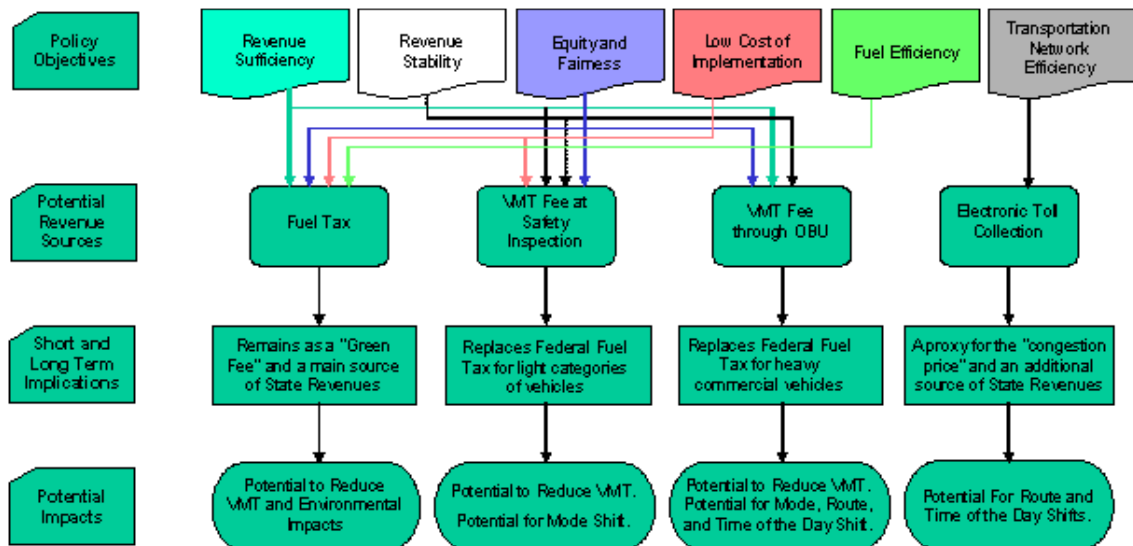 Policy
Objectives
Revenue
Sufficiency
Revenue
Stability
Equity and
Fairness
Low Cost of
Implementation
Fuel Efficiency
Transportation
Network
Efficiency
Potential
Revenue
Sources
Fuel Tax
VMT Fee at
Safety
Inspection
VMT Fee
through OBU
Electronic Toll
Collection
Short and
Long Term
Implications
Remains as a "Green
Fee" and a main source
of State Revenues
Replaces Federal Fuel
Tax for light categories
of vehicles
Replaces Federal Fuel
Tax for heavy
commercial vehicles
A proxy for the "congestion
price" and an additional
source of State Revenues
Potential
Impacts
Potential to Reduce
VMT and Environmental
Impacts
Potential to Reduce VMT.
Potential for Mode Shift.
Potential to Reduce VMT.
Potential for Mode, Route,
and Time of the Day Shift.
Potential For Route and
Time of the Day Shifts.